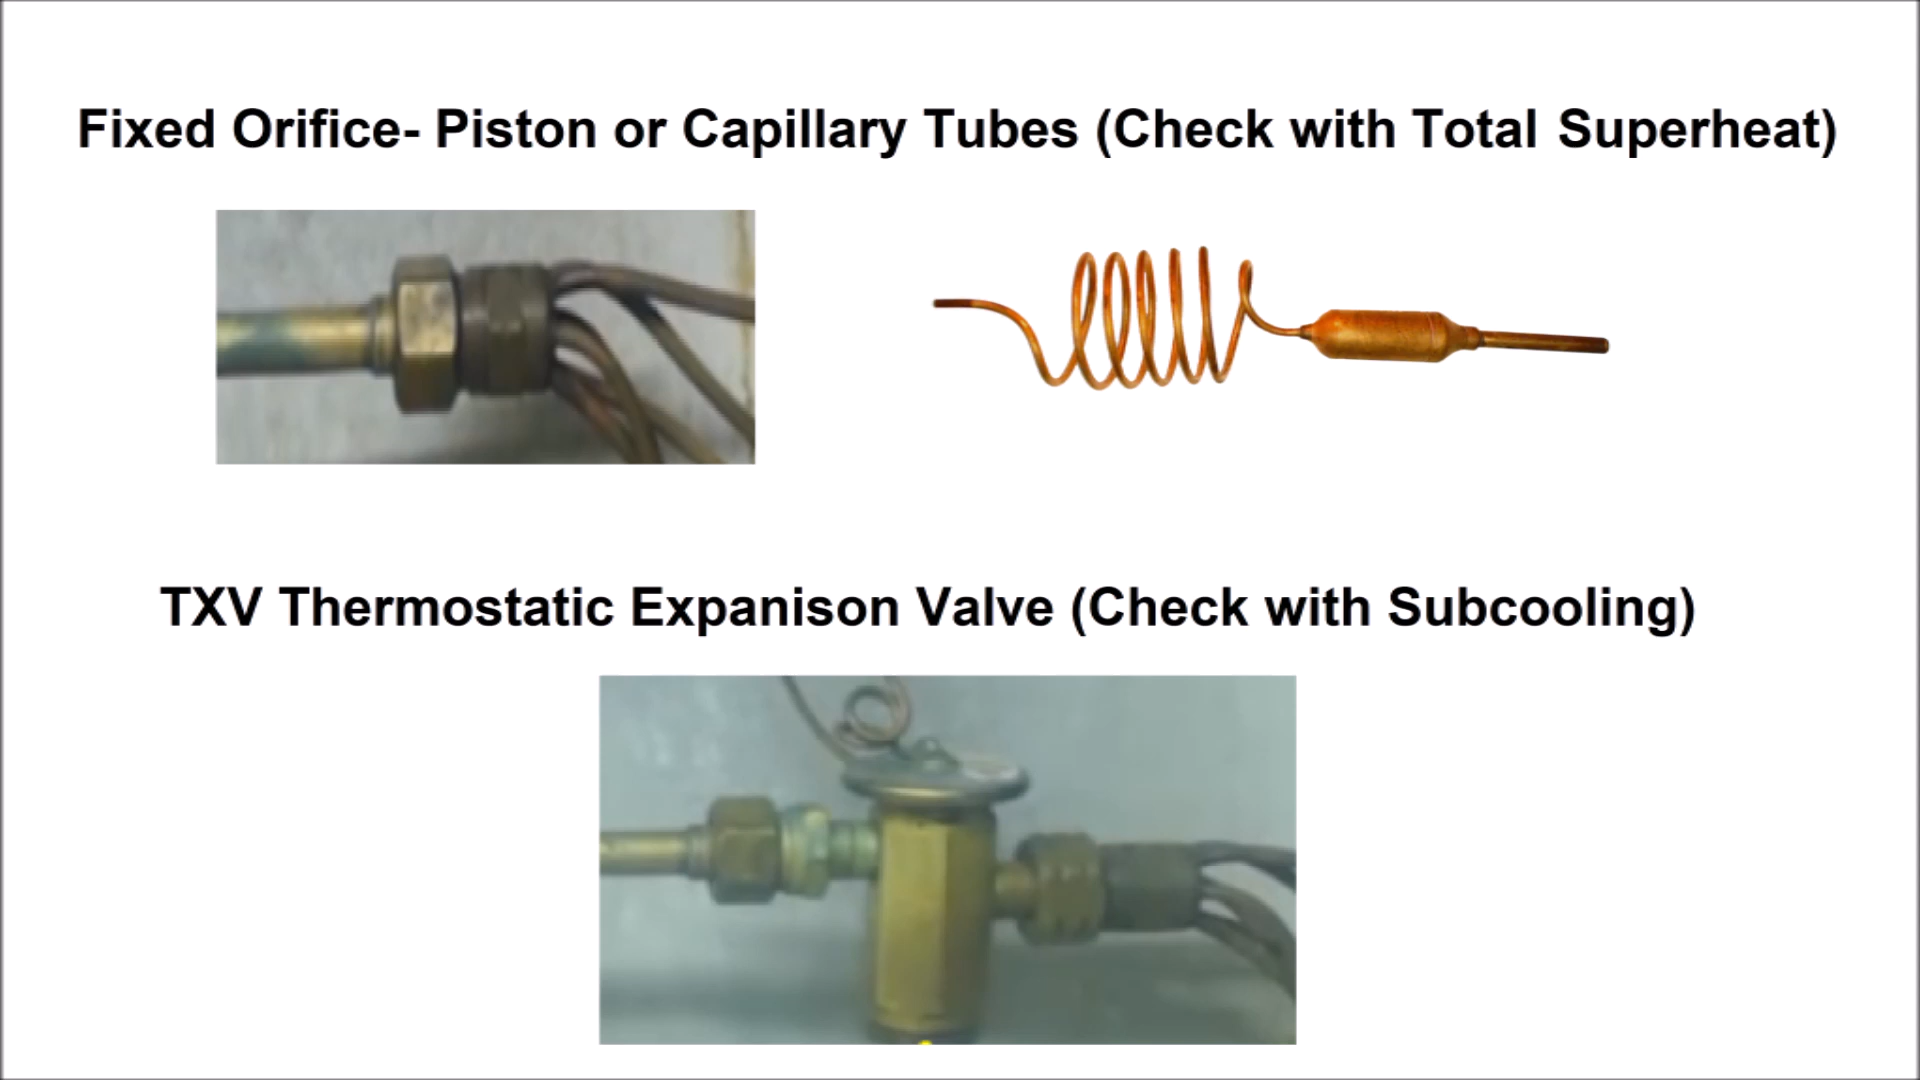 Fixed Orifice- Piston or Capillary Tubes (Check with Total Superheat)
TXV Thermostatic Expanison Valve (Check with Subcooling)